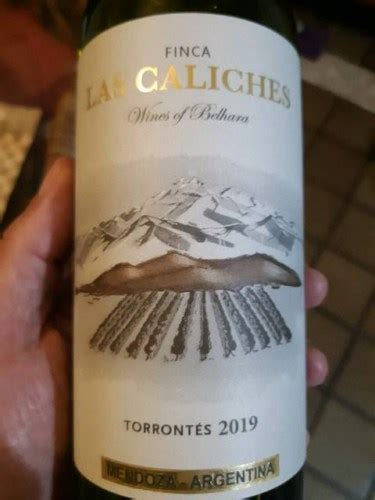 FINCA
LAS CALICHES
Wines of Belhara
TORRONTÉS 2019
MENDOZA - ARGENTINA